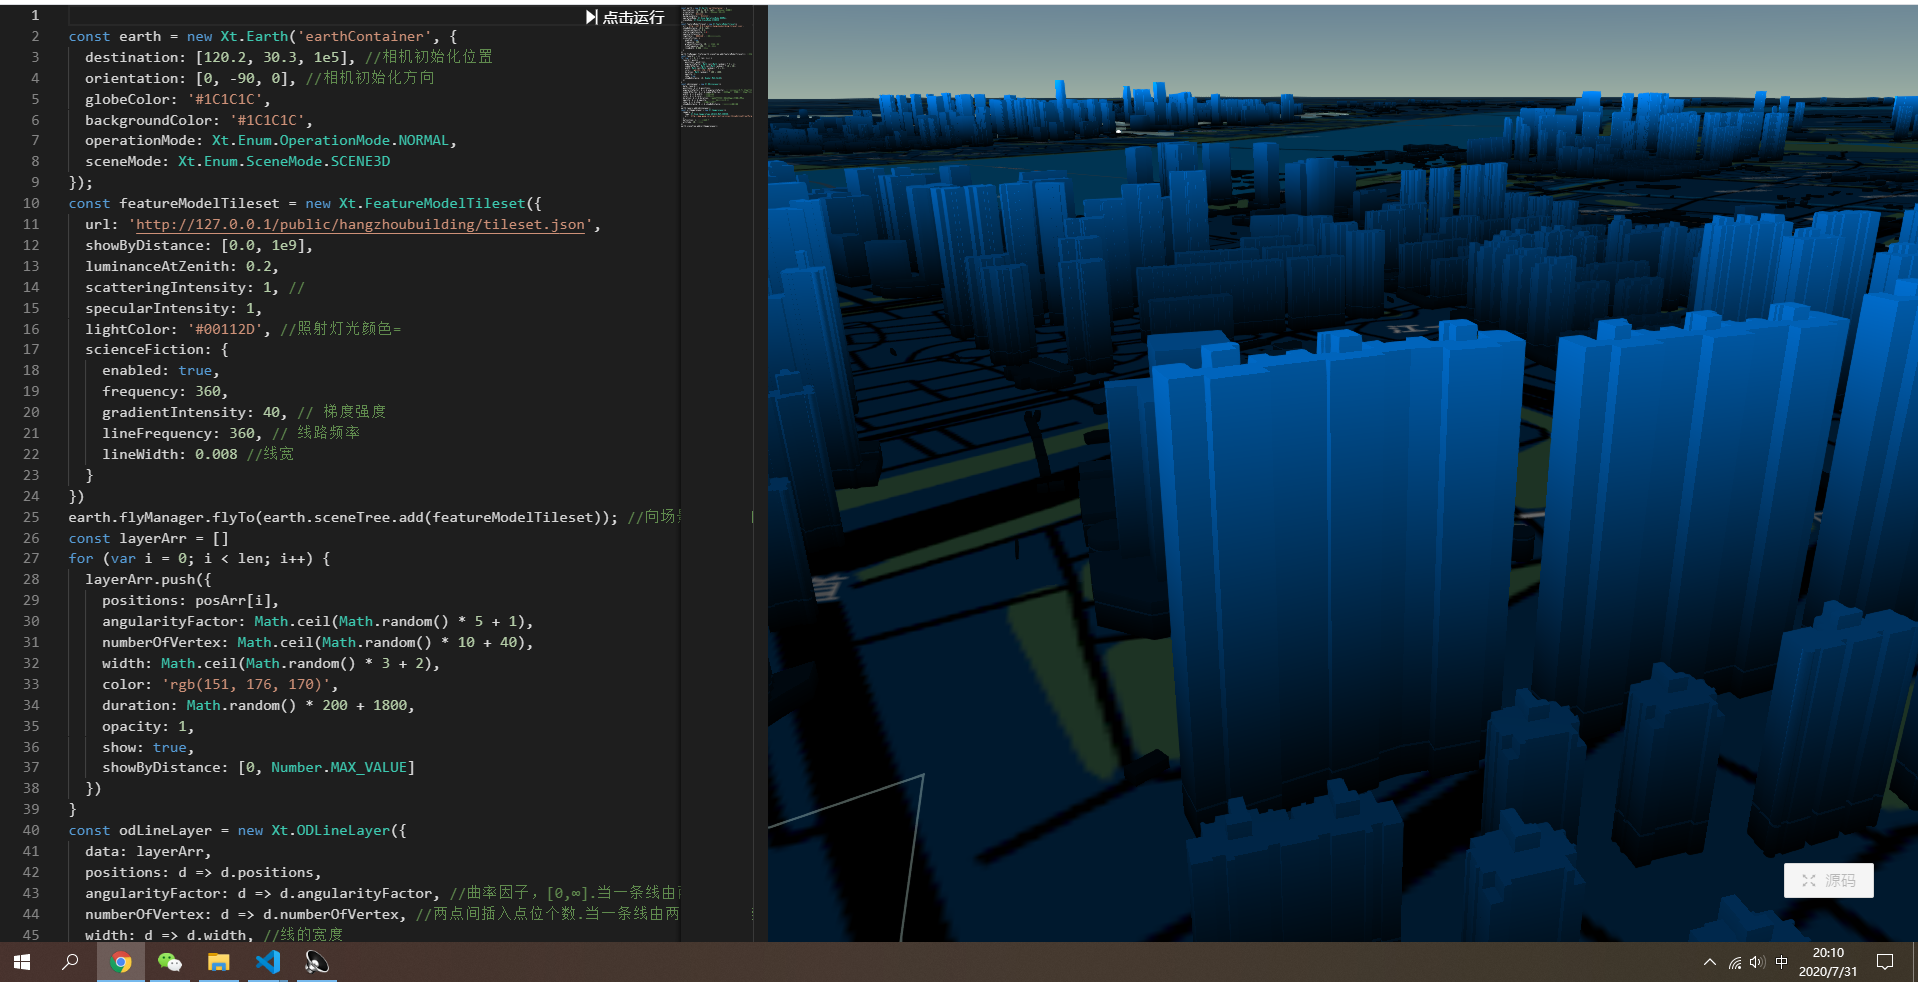 1
点击运行
2 const earth = new Xt.Earth('earthContainer', {
3 destination: [120.2, 30.3, 1e5], //相机初始化位置
4 orientation: [0, -90, 0], //相机初始化方向
5 globeColor: '#1C1C1C',
6 backgroundColor: '#1C1C1C',
7 operationMode: Xt.Enum.OperationMode.NORMAL,
8 sceneMode: Xt.Enum.SceneMode.SCENE3D
9 });
10 const featureModelTileset = new Xt.FeatureModelTileset({
11 url: 'http://127.0.0.1/public/hangzhoubuilding/tileset.json',
12 showByDistance: [0.0, 1e9],
13 luminanceAtZenith: 0.2,
14 scatteringIntensity: 1, //
15 specularIntensity: 1,
16 lightColor: '#00112D', //照射灯光颜色=
17 scienceFiction: {
18 enabled: true,
19 frequency: 360,
20 gradientIntensity: 40, // 梯度强度
21 lineFrequency: 360, // 线路频率
22 lineWidth: 0.008 //线宽
23 }
24 })
25 earth.flyManager.flyTo(earth.sceneTree.add(featureModelTileset)); //向场
26 const layerArr = []
27 for (var i = 0; i < len; i++) {
28 layerArr.push({
29 positions: posArr[i],
30 angularityFactor: Math.ceil(Math.random() * 5 + 1),
31 numberOfVertex: Math.ceil(Math.random() * 10 + 40),
32 width: Math.ceil(Math.random() * 3 + 2),
33 color: 'rgb(151, 176, 170)',
34 duration: Math.random() * 200 + 1800,
35 opacity: 1,
36 show: true,
37 showByDistance: [0, Number.MAX_VALUE]
38 })
39 }
40 const odLineLayer = new Xt.ODLineLayer({
41 data: layerArr,
42 positions: d => d.positions,
43 angularityFactor: d => d.angularityFactor, //曲率因子，[0,∞].当一条线由
44 numberOfVertex: d => d.numberOfVertex, //两点间插入点位个数.当一条线由两
45 width: d => d.width, //线的宽度
江
首
源码
中
20:10
2020/7/31